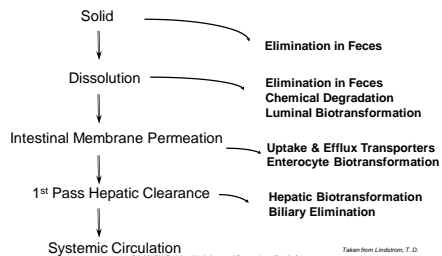 Solid
Elimination in Feces
Dissolution
Elimination in Feces
Chemical Degradation
Luminal Biotransformation
Intestinal Membrane Permeation
Uptake & Efflux Transporters
Enterocyte Biotransformation
1st Pass Hepatic Clearance
Hepatic Biotransformation
Biliary Elimination
Systemic Circulation
Taken from Lindstrom, T. D.